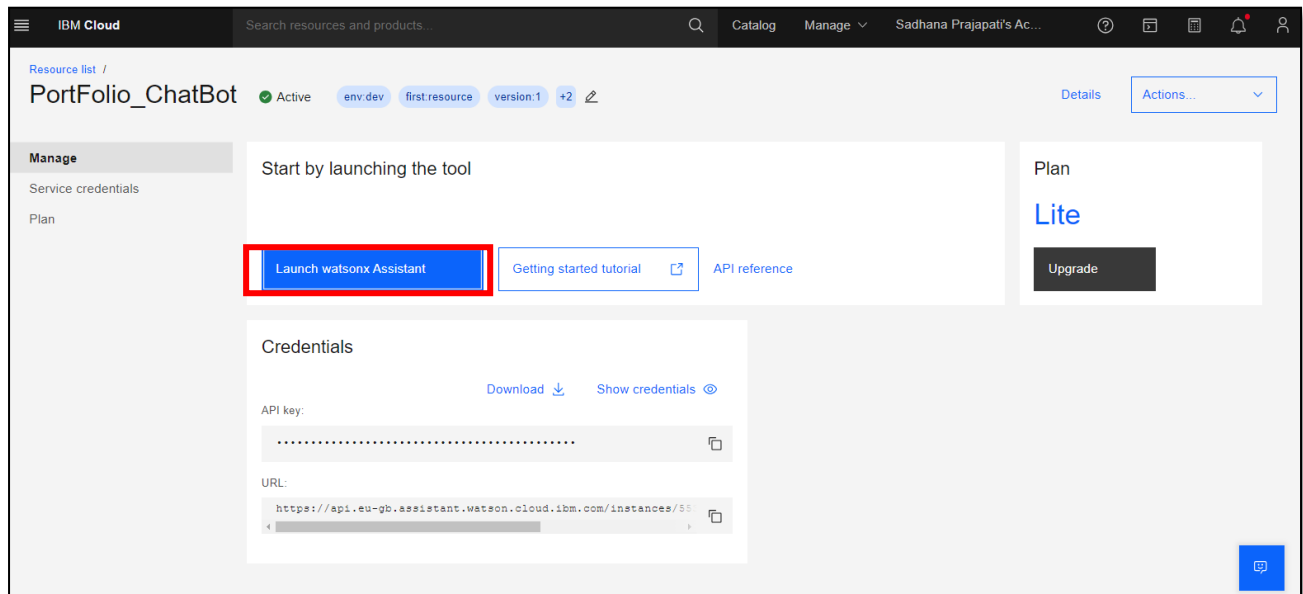 IBM Cloud
Search resources and products...
Catalog
Manage
Sadhana Prajapati's Ac...
Resource list /
PortFolio_ChatBot
Active
env:dev
first:resource
version:1
+2
Details
Actions...
Manage
Service credentials
Plan
Start by launching the tool
Launch watsonx Assistant
Getting started tutorial
API reference
Plan
Lite
Upgrade
Credentials
Download
Show credentials
API key:
••••••••••••••••••••••••••••••••••••••••••••
URL:
https://api.eu-gb.assistant.watson.cloud.ibm.com/instances/55